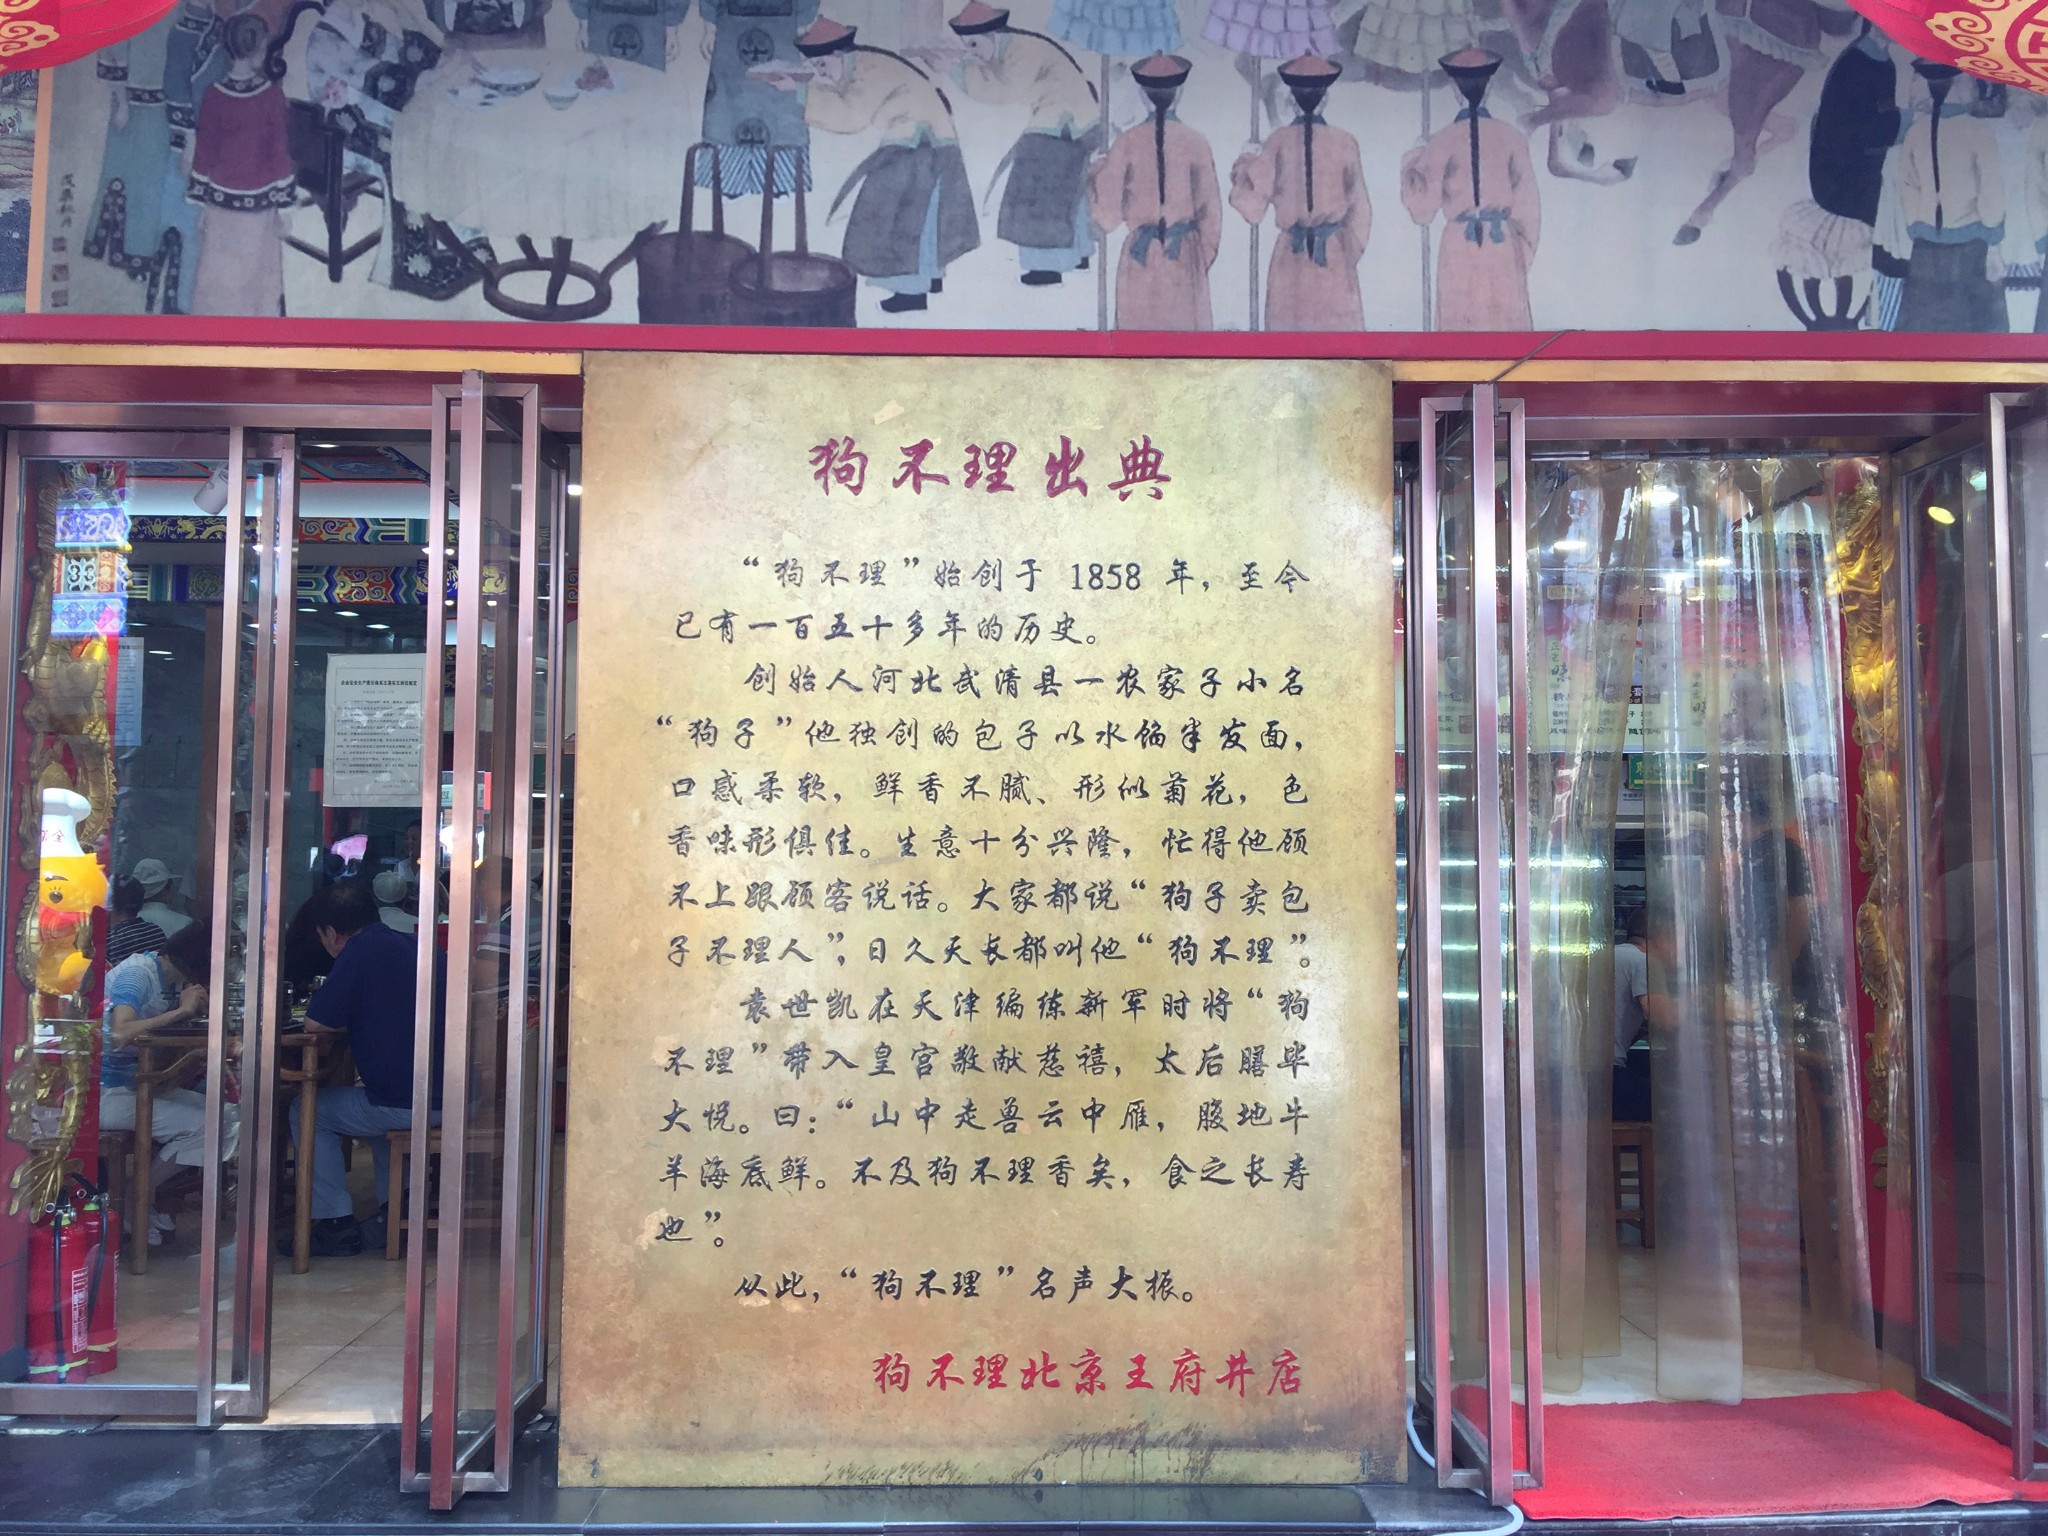 狗不理出典
“狗不理”始创于 1858 年，至今
已有一百五十多年的历史。
创始人河北武清县一农家子小名
“狗子”他独创的包子以水馅半发面，
口感柔软，鲜香不腻、形似菊花，色
香味形俱佳。生意十分兴隆，忙得他顾
不上跟顾客说话。大家都说“狗子卖包
子不理人”，日久天长都叫他“狗不理”。
袁世凯在天津编练新军时将“狗
不理”带入皇宫敬献慈禧，太后膳毕
大悦。曰：“山中走兽云中雁，腹地牛
羊海底鲜。不及狗不理香矣，食之长寿
也”。
从此，“狗不理”名声大振。
狗不理北京王府井店